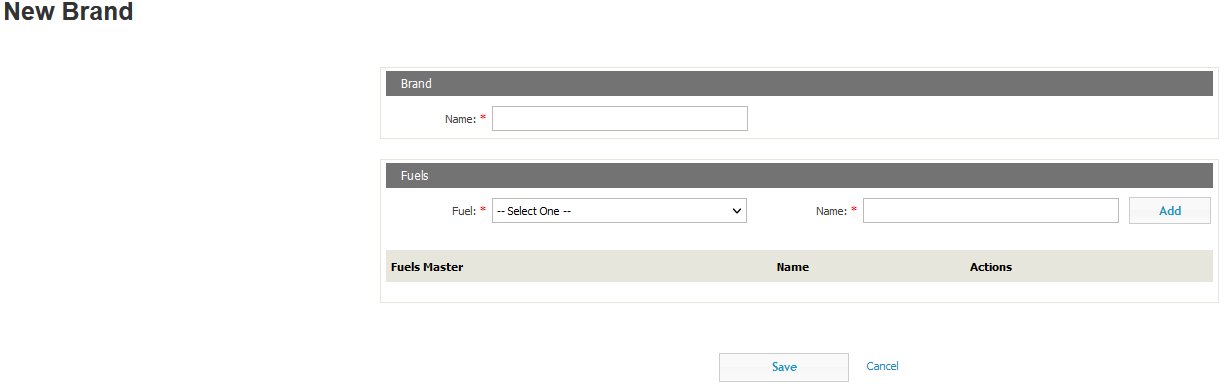 New Brand
Brand
Name: *
Fuels
Fuel: * -- Select One -- Name: * Add
Fuels Master Name Actions
Save Cancel